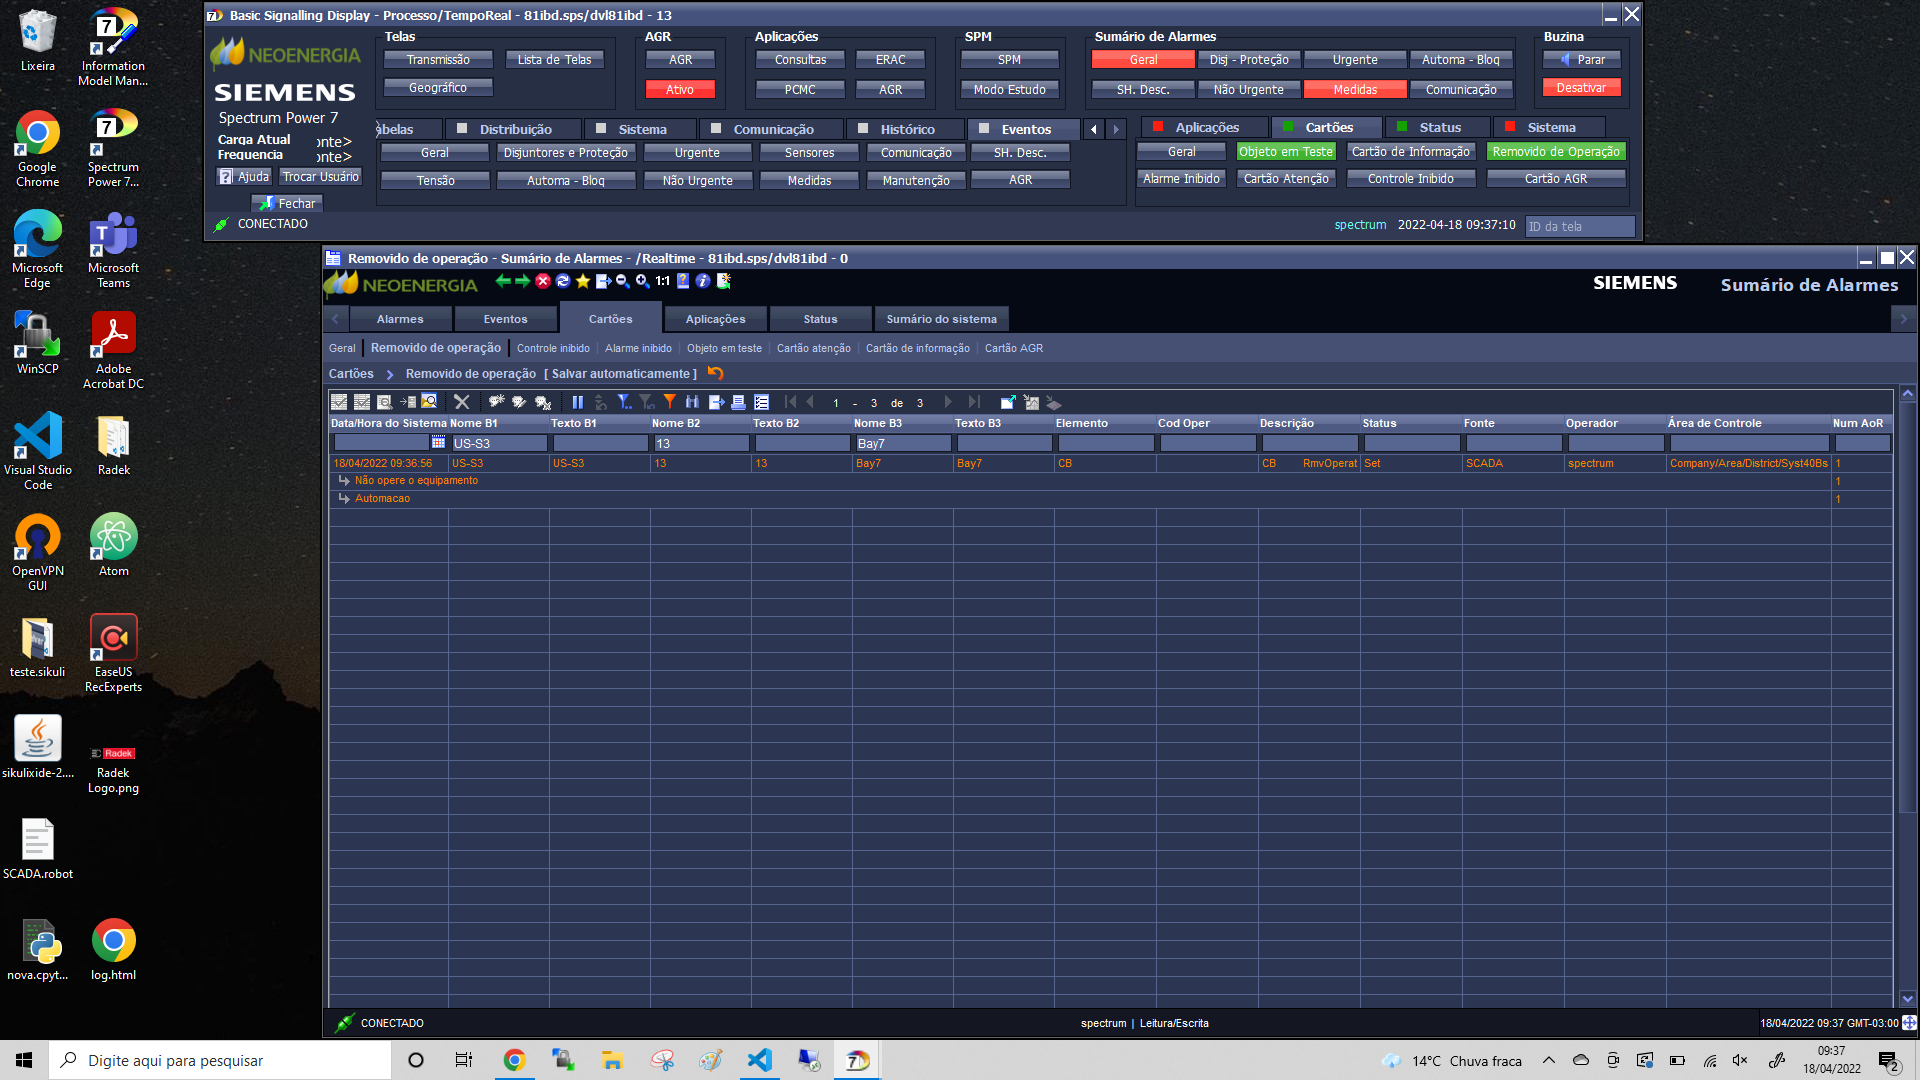 Lixeira
Information
Model Man...
Google
Chrome
Spectrum
Power 7...
Microsoft
Edge
Microsoft
Teams
WinSCP
Adobe
Acrobat DC
Visual Studio
Code
Radek
OpenVPN
GUI
Atom
teste.sikuli
EaseUS
RecExperts
sikulixide-2....
Radek
Radek
Logo.png
SCADA.robot
nova.cpyt...
log.html
Basic Signalling Display - Processo/TempoReal - 81ibd.sps/dvl81ibd - 13
NEOENERGIA
SIEMENS
Spectrum Power 7
Carga Atual onte>
Frequencia onte>
Ajuda Trocar Usuário
Fechar
CONECTADO
Telas
Transmissão Lista de Telas
Geográfico
AGR
AGR
Ativo
Aplicações
Consultas ERAC
PCMC AGR
SPM
SPM
Modo Estudo
Sumário de Alarmes
Geral Disj - Proteção Urgente Automa - Bloq
SH. Desc. Não Urgente Medidas Comunicação
Buzina
Parar
Desativar
abelas Distribuição Sistema Comunicação Histórico Eventos
Geral Disjuntores e Proteção Urgente Sensores Comunicação SH. Desc.
Tensão Automa - Bloq Não Urgente Medidas Manutenção AGR
Aplicações Cartões Status Sistema
Geral Objeto em Teste Cartão de Informação Removido de Operação
Alarme Inibido Cartão Atenção Controle Inibido Cartão AGR
spectrum 2022-04-18 09:37:10 ID da tela
Removido de operação - Sumário de Alarmes - /Realtime - 81ibd.sps/dvl81ibd - 0
NEOENERGIA 1:1 SIEMENS Sumário de Alarmes
Alarmes Eventos Cartões Aplicações Status Sumário do sistema
Geral Removido de operação Controle inibido Alarme inibido Objeto em teste Cartão atenção Cartão de informação Cartão AGR
Cartões > Removido de operação [ Salvar automaticamente ]
1 - 3 de 3
Data/Hora do Sistema Nome B1 Texto B1 Nome B2 Texto B2 Nome B3 Texto B3 Elemento Cod Oper Descrição Status Fonte Operador Área de Controle Num AoR
US-S3 13 Bay7
18/04/2022 09:36:56 US-S3 US-S3 13 13 Bay7 Bay7 CB CB RmvOperat Set SCADA spectrum Company/Area/District/Syst40Bs 1
Não opere o equipamento 1
Automacao 1
CONECTADO spectrum | Leitura/Escrita 18/04/2022 09:37 GMT-03:00
Digite aqui para pesquisar
14°C Chuva fraca
09:37
18/04/2022
2